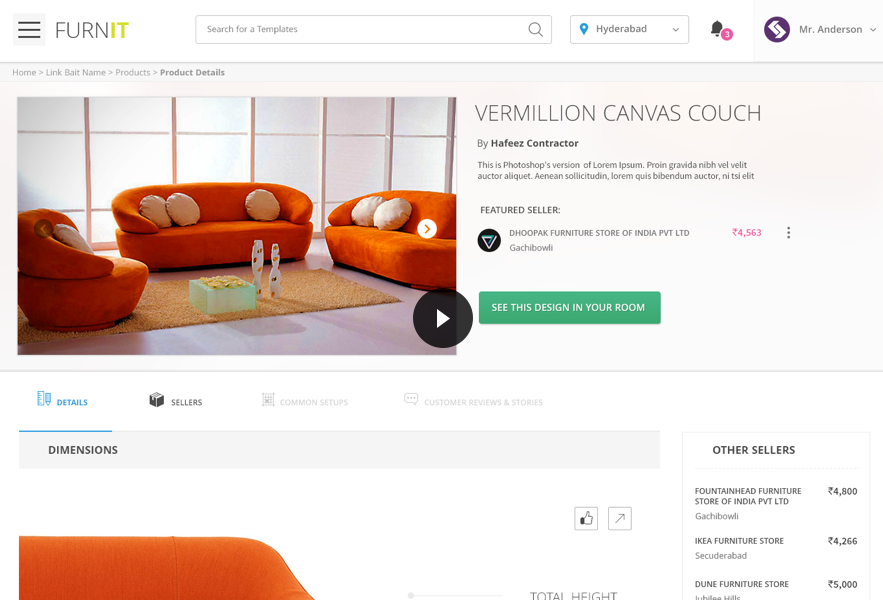 FURNIT
Search for a Templates
Hyderabad
3
Mr. Anderson
Home > Link Bait Name > Products > Product Details
VERMILLION CANVAS COUCH
By Hafeez Contractor
This is Photoshop's version of Lorem Ipsum. Proin gravida nibh vel velit
auctor aliquet. Aenean sollicitudin, lorem quis bibendum auctor, ni tsi elit
FEATURED SELLER:
DHOOPAK FURNITURE STORE OF INDIA PVT LTD
₹4,563
Gachibowli
SEE THIS DESIGN IN YOUR ROOM
DETAILS
SELLERS
COMMON SETUPS
CUSTOMER REVIEWS & STORIES
DIMENSIONS
TOTAL HEIGHT
OTHER SELLERS
FOUNTAINHEAD FURNITURE
STORE OF INDIA PVT LTD
₹4,800
Gachibowli
IKEA FURNITURE STORE
₹4,266
Secuderabad
DUNE FURNITURE STORE
₹5,000
Jubilee Hills